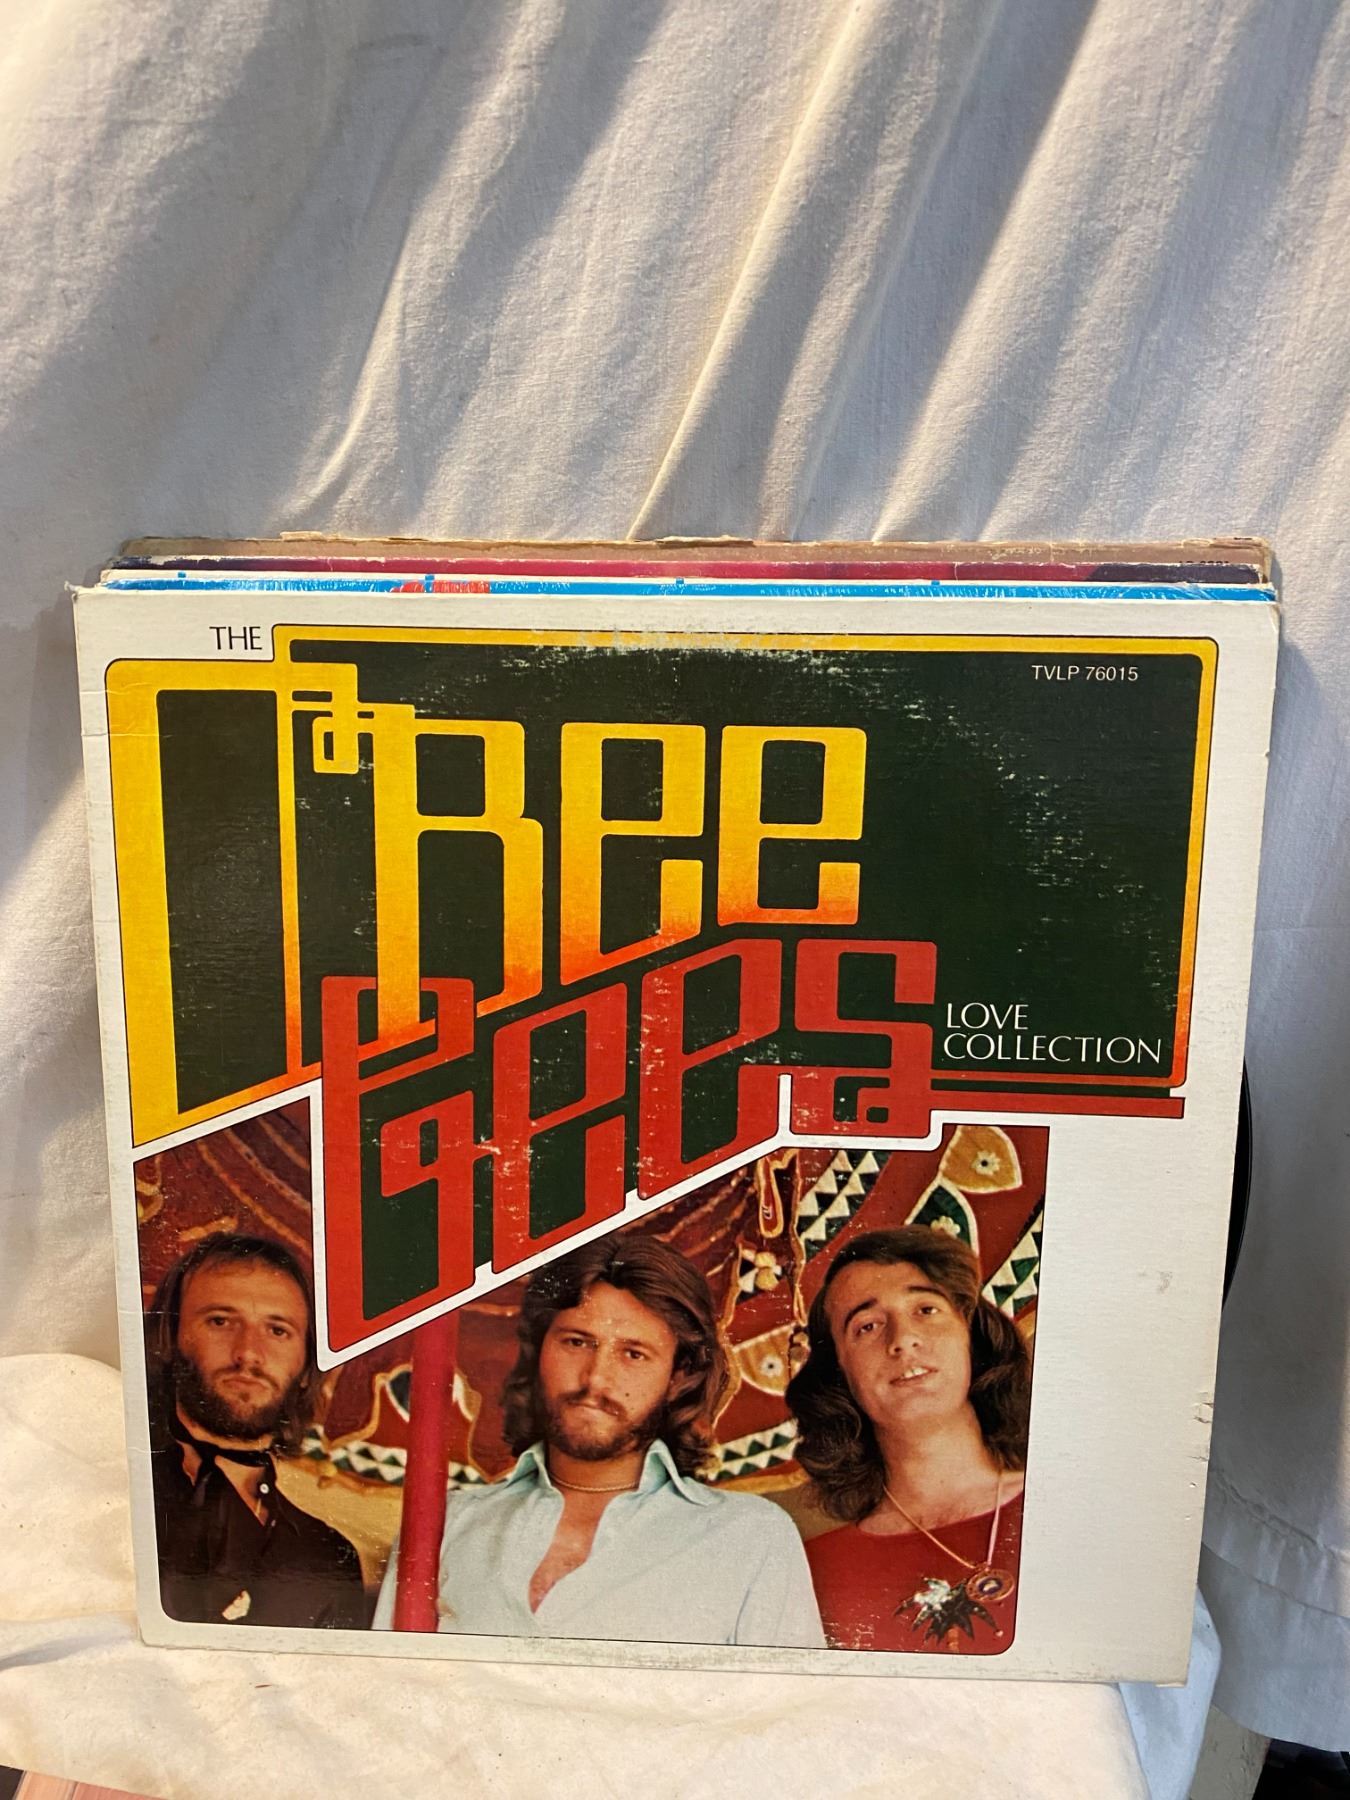 THE
Bee
Gees
TVLP 76015
LOVE
COLLECTION